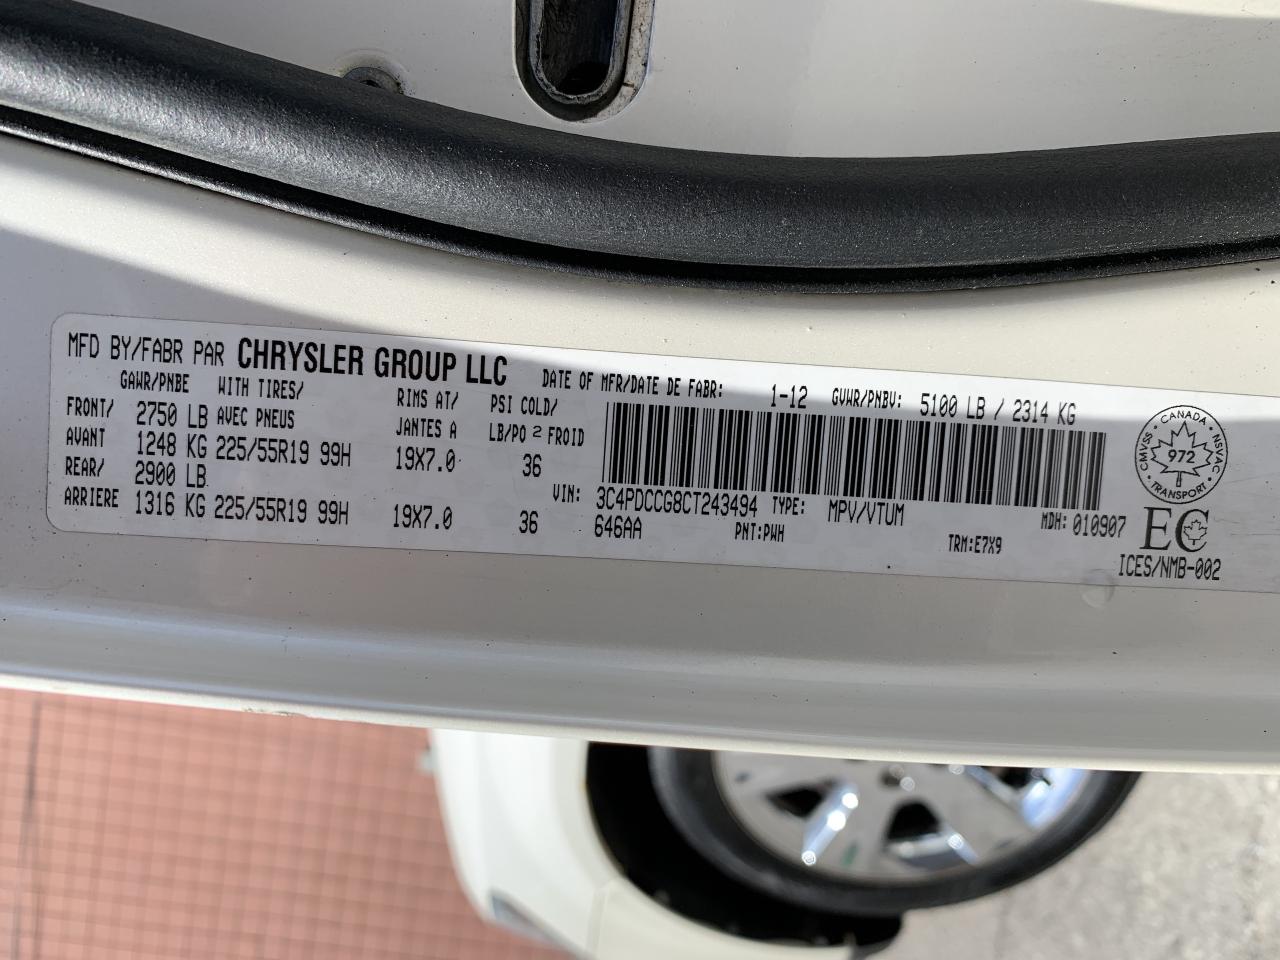 MFD BY/FABR PAR CHRYSLER GROUP LLC DATE OF MFR/DATE DE FABR: 1-12 GVWR/PNBV: 5100 LB / 2314 KG
GAWR/PNBE WITH TIRES/ RIMS AT/ PSI COLD/
FRONT/ 2750 LB AVEC PNEUS JANTES A LB/PO² FROID
AVANT 1248 KG 225/55R19 99H 19X7.0 36
REAR/ 2900 LB
ARRIERE 1316 KG 225/55R19 99H 19X7.0 36
VIN: 3C4PDCCG8CT243494 TYPE: MPV/VTUM MDH: 010907
646AA PNT:PWH TRM:E7X9
CANADA
CMVSS • NSVAC
972
TRANSPORT
EC
ICES/NMB-002